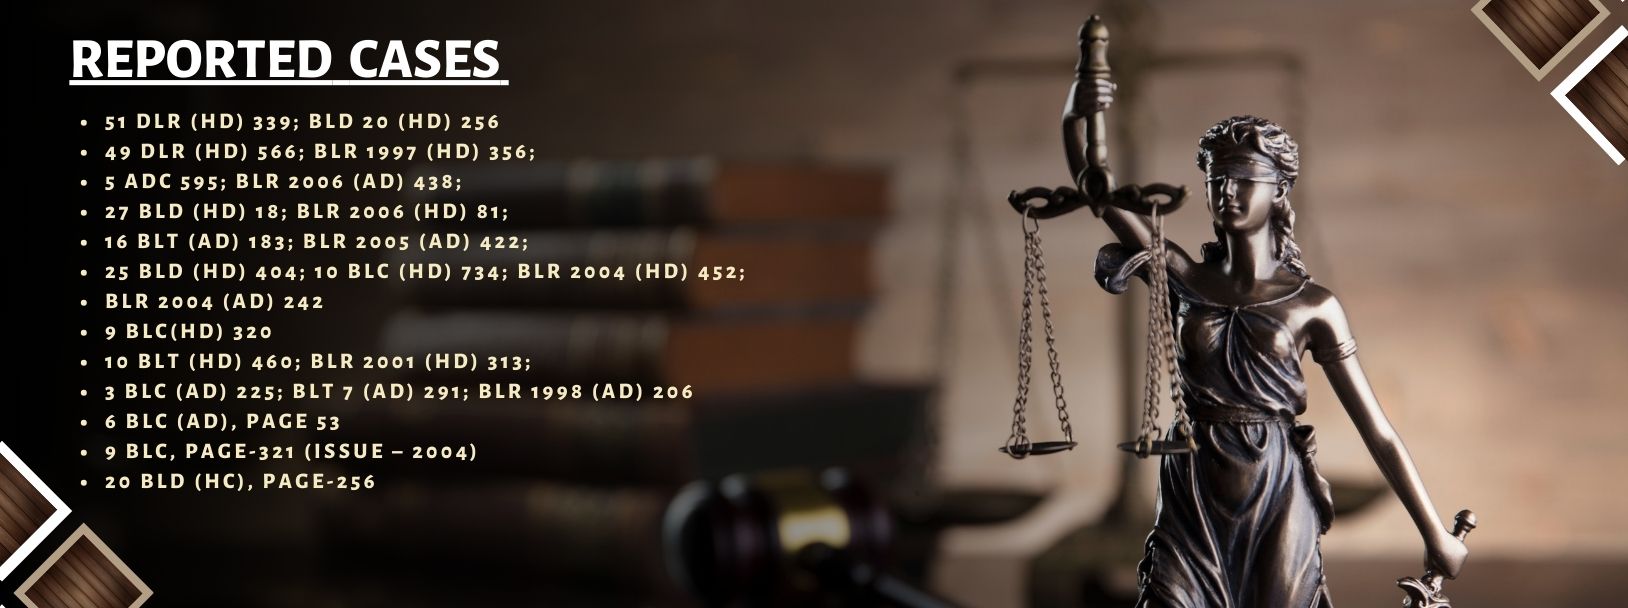 REPORTED CASES
• 51 DLR (HD) 339; BLD 20 (HD) 256
• 49 DLR (HD) 566; BLR 1997 (HD) 356;
• 5 ADC 595; BLR 2006 (AD) 438;
• 27 BLD (HD) 18; BLR 2006 (HD) 81;
• 16 BLT (AD) 183; BLR 2005 (AD) 422;
• 25 BLD (HD) 404; 10 BLC (HD) 734; BLR 2004 (HD) 452;
• BLR 2004 (AD) 242
• 9 BLC(HD) 320
• 10 BLT (HD) 460; BLR 2001 (HD) 313;
• 3 BLC (AD) 225; BLT 7 (AD) 291; BLR 1998 (AD) 206
• 6 BLC (AD), PAGE 53
• 9 BLC, PAGE-321 (ISSUE – 2004)
• 20 BLD (HC), PAGE-256